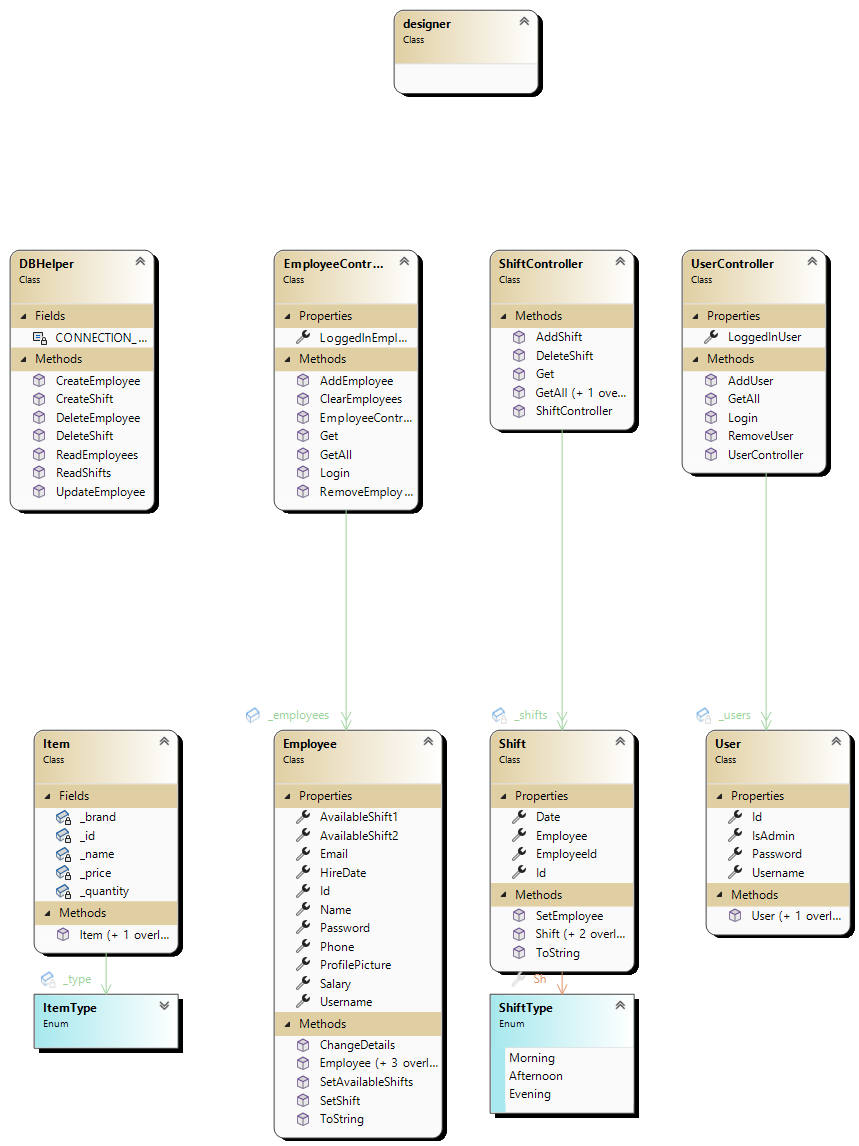 designer
Class
DBHelper
Class
Fields
CONNECTION_ ...
Methods
CreateEmployee
CreateShift
DeleteEmployee
DeleteShift
ReadEmployees
ReadShifts
UpdateEmployee
EmployeeContr...
Class
Properties
LoggedInEmpl...
Methods
AddEmployee
ClearEmployees
EmployeeContr...
Get
GetAll
Login
RemoveEmploy...
ShiftController
Class
Methods
AddShift
DeleteShift
Get
GetAll (+ 1 ove...
ShiftController
UserController
Class
Properties
LoggedInUser
Methods
AddUser
GetAll
Login
RemoveUser
UserController
_employees
_shifts
_users
Item
Class
Fields
_brand
_id
_name
_price
_quantity
Methods
Item (+ 1 overl...
_type
ItemType
Enum
Employee
Class
Properties
AvailableShift1
AvailableShift2
Email
HireDate
Id
Name
Password
Phone
ProfilePicture
Salary
Username
Methods
ChangeDetails
Employee (+ 3 overl...
SetAvailableShifts
SetShift
ToString
Shift
Class
Properties
Date
Employee
EmployeeId
Id
Methods
SetEmployee
Shift (+ 2 overl...
ToString
Sh
ShiftType
Enum
Morning
Afternoon
Evening
User
Class
Properties
Id
IsAdmin
Password
Username
Methods
User (+ 1 overl...